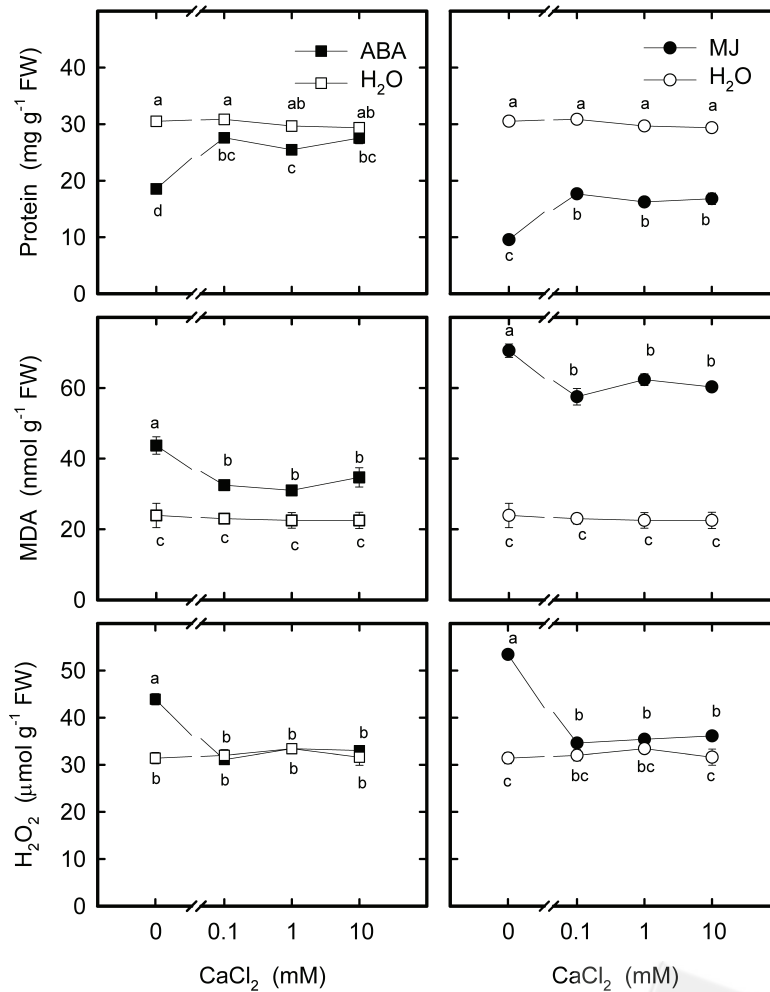 ABA
H₂O
MJ
H₂O
Protein (mg g⁻¹ FW)
40
30
20
10
0
a a ab ab
bc bc
c
d
a a a a
b b b
c
MDA (nmol g⁻¹ FW)
60
40
20
0
a
b b b
c c c c
a
b b b
c c c c
H₂O₂ (μmol g⁻¹ FW)
50
40
30
20
10
0
a
b b b
b b b b
a
b b b
c bc bc c
0 0.1 1 10
0 0.1 1 10
CaCl₂ (mM)
CaCl₂ (mM)